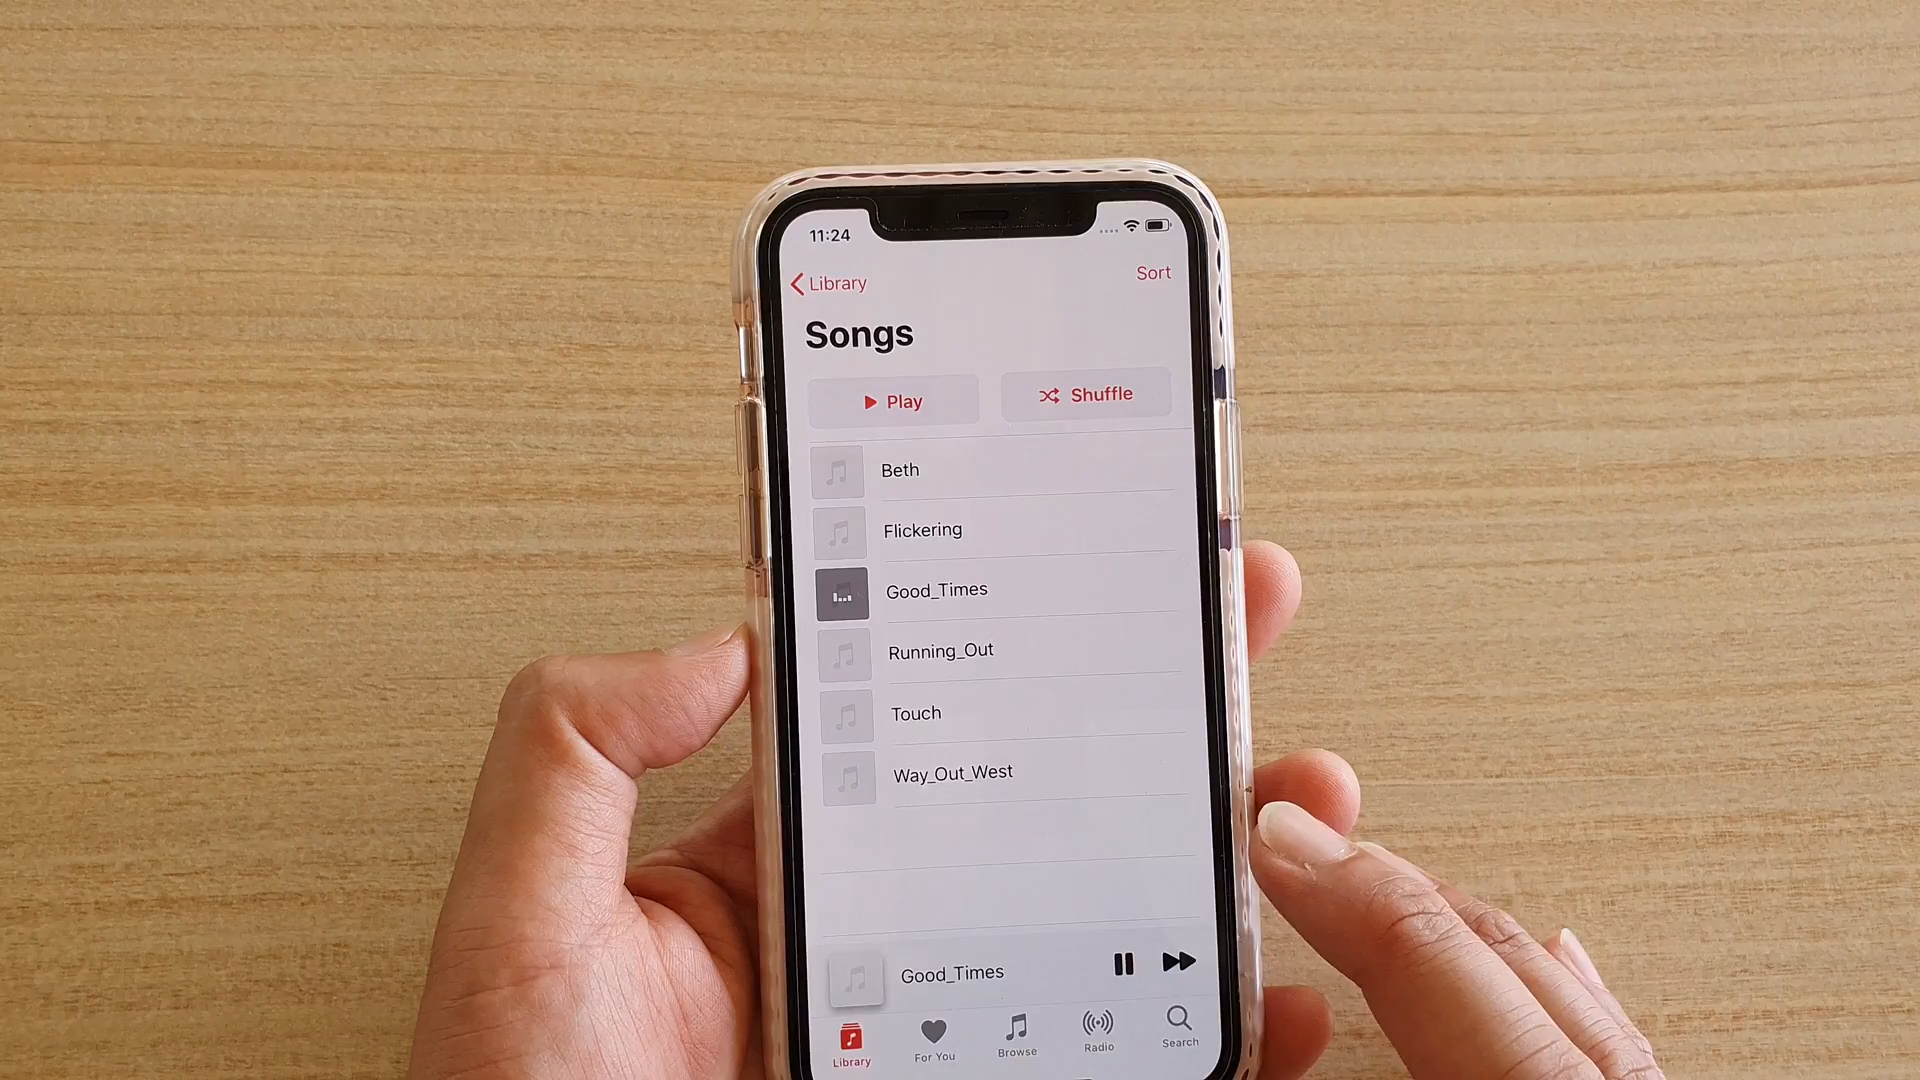 11:24
Library
Sort
Songs
Play
Shuffle
Beth
Flickering
Good_Times
Running_Out
Touch
Way_Out_West
Good_Times
Library
For You
Browse
Radio
Search